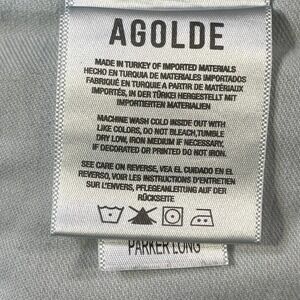 AGOLDE
MADE IN TURKEY OF IMPORTED MATERIALS
HECHO EN TURQUIA DE MATERIALES IMPORTADOS
FABRIQUÉ EN TURQUIE A PARTIR DE MATÉRIAUX
IMPORTÉS, IN DER TÜRKEI HERGESTELLT MIT
IMPORTIERTEN MATERIALIEN
MACHINE WASH COLD INSIDE OUT WITH
LIKE COLORS, DO NOT BLEACH, TUMBLE
DRY LOW, IRON MEDIUM IF NECESSARY,
IF DECORATED OR PRINTED DO NOT IRON.
SEE CARE ON REVERSE, VEA EL CUIDADO EN EL
REVERSO, VOIR LES INSTRUCTIONS D'ENTRETIEN
SUR L'ENVERS, PFLEGEANLEITUNG AUF DER
RÜCKSEITE
PARKER LONG